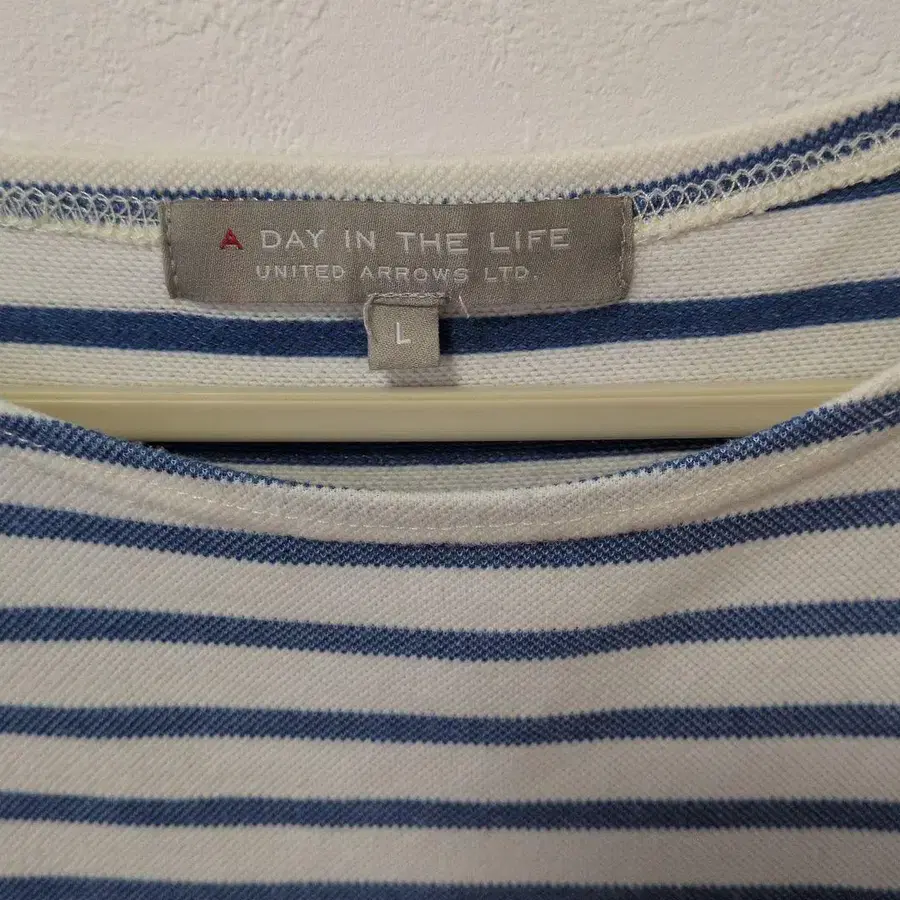 A DAY IN THE LIFE
UNITED ARROWS LTD.
L